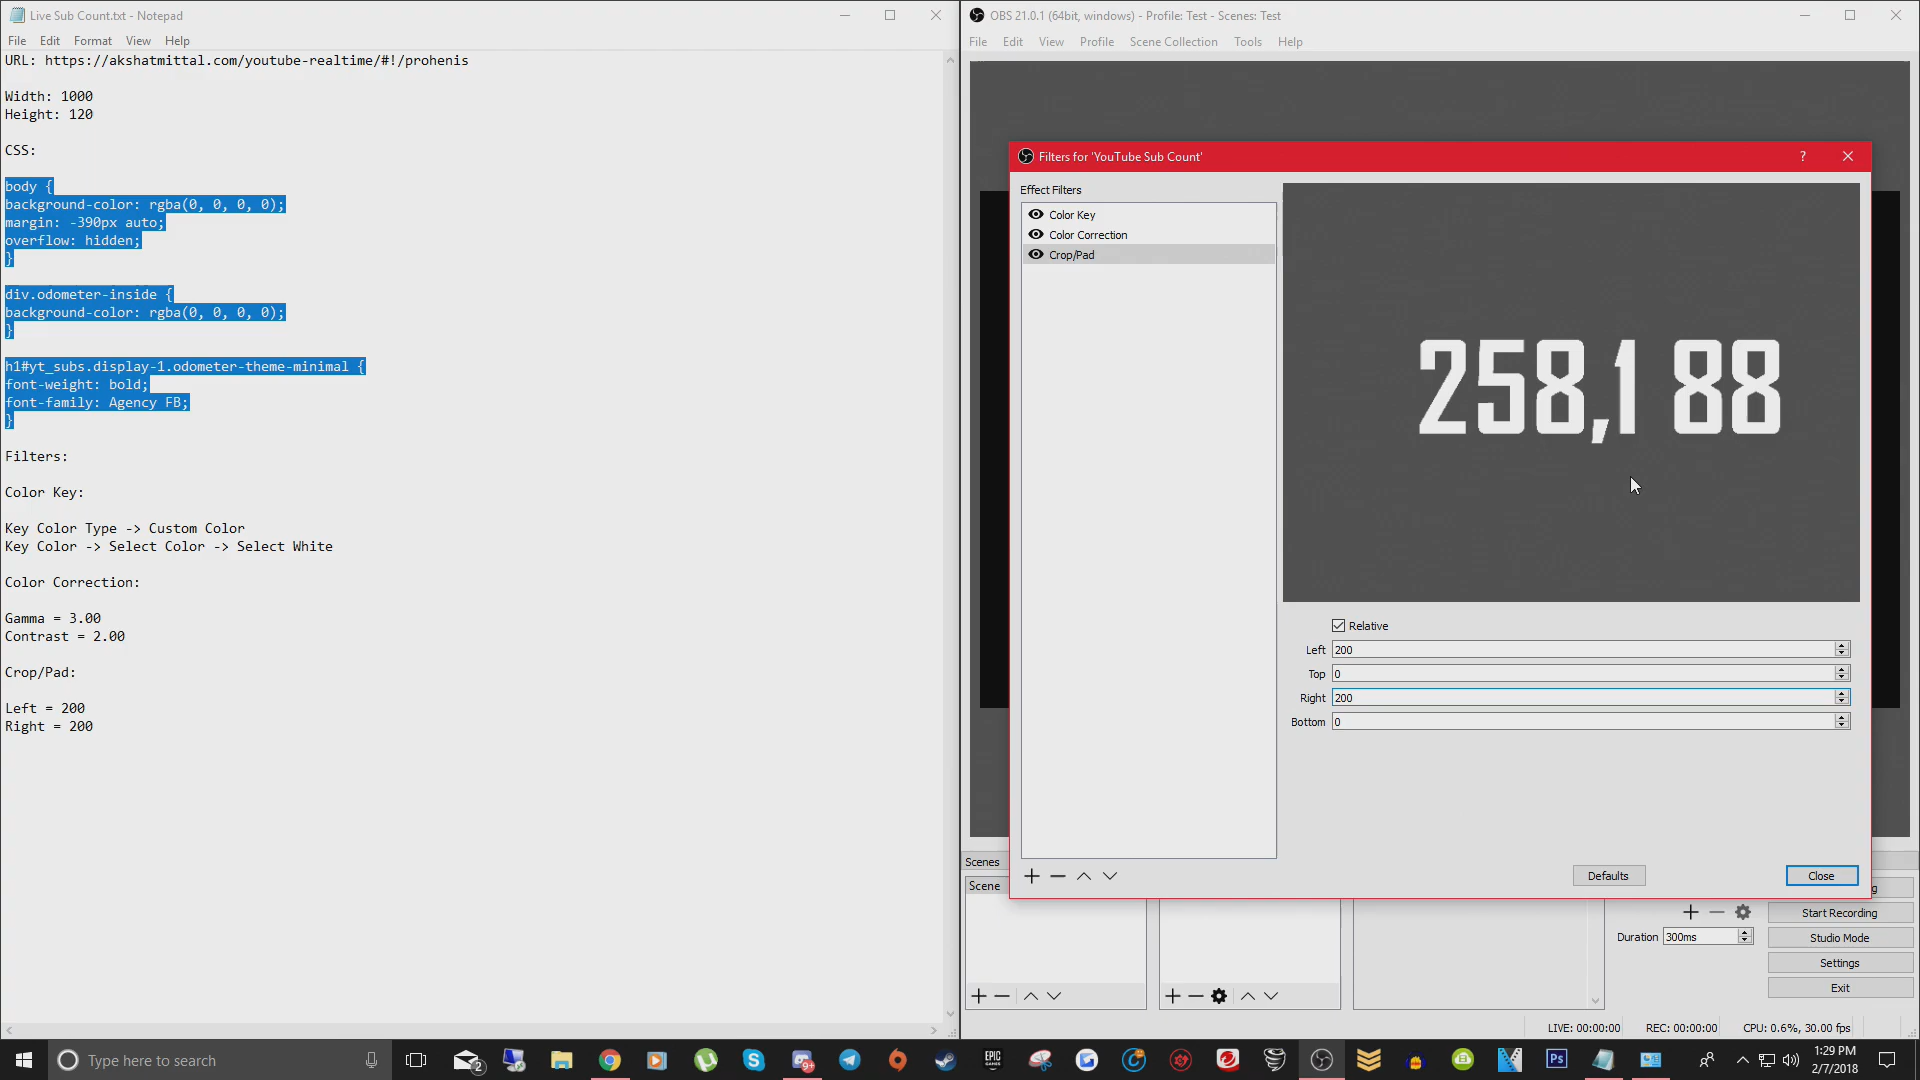 Live Sub Count.txt - Notepad
File Edit Format View Help
URL: https://akshatmittal.com/youtube-realtime/#!/prohenis
Width: 1000
Height: 120
CSS:
body {
background-color: rgba(0, 0, 0, 0);
margin: -390px auto;
overflow: hidden;
}
div.odometer-inside {
background-color: rgba(0, 0, 0, 0);
}
h1#yt_subs.display-1.odometer-theme-minimal {
font-weight: bold;
font-family: Agency FB;
}
Filters:
Color Key:
Key Color Type -> Custom Color
Key Color -> Select Color -> Select White
Color Correction:
Gamma = 3.00
Contrast = 2.00
Crop/Pad:
Left = 200
Right = 200
OBS 21.0.1 (64bit, windows) - Profile: Test - Scenes: Test
File Edit View Profile Scene Collection Tools Help
Filters for 'YouTube Sub Count'
?
Effect Filters
Color Key
Color Correction
Crop/Pad
258,1 88
Relative
Left 200
Top 0
Right 200
Bottom 0
Defaults
Close
Scenes
Scene
g
Start Recording
Duration 300ms
Studio Mode
Settings
Exit
LIVE: 00:00:00 REC: 00:00:00 CPU: 0.6%, 30.00 fps
Type here to search
2
9+
EPIC
GAMES
Ps
1:29 PM
2/7/2018